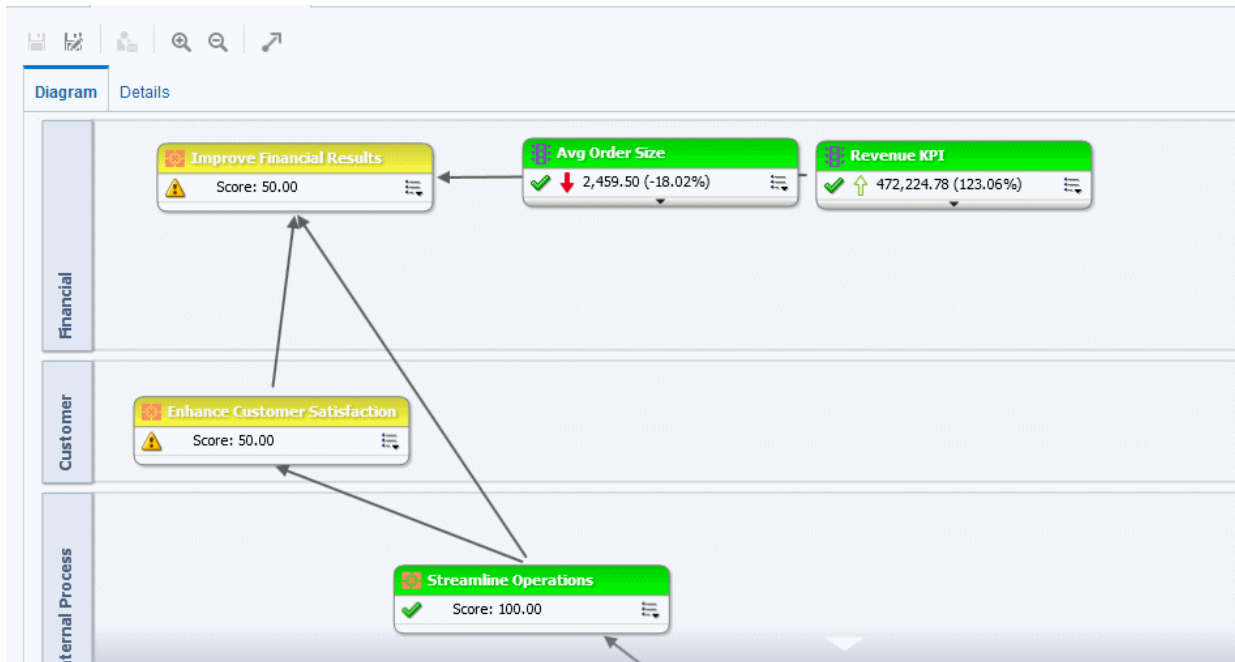 Diagram
Details
Financial
Improve Financial Results
Score: 50.00
Avg Order Size
2,459.50 (-18.02%)
Revenue KPI
472,224.78 (123.06%)
Customer
Enhance Customer Satisfaction
Score: 50.00
nternal Process
Streamline Operations
Score: 100.00